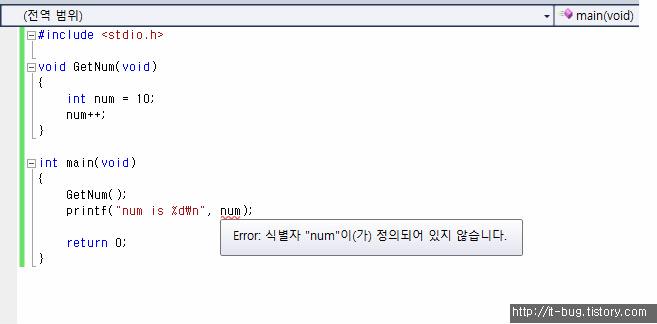 (전역 범위)
main(void)
#include <stdio.h>
void GetNum(void)
{
int num = 10;
num++;
}
int main(void)
{
GetNum();
printf("num is %d₩n", num);
Error: 식별자 "num"이(가) 정의되어 있지 않습니다.
return 0;
}
http://it-bug.tistory.com